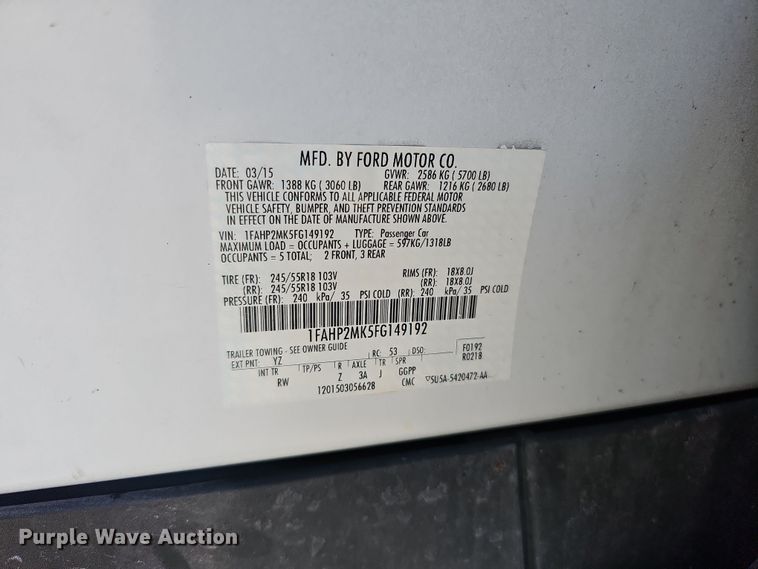 MFD. BY FORD MOTOR CO.
DATE: 03/15 GVWR: 2586 KG ( 5700 LB)
FRONT GAWR: 1388 KG ( 3060 LB) REAR GAWR: 1216 KG ( 2680 LB)
THIS VEHICLE CONFORMS TO ALL APPLICABLE FEDERAL MOTOR
VEHICLE SAFETY, BUMPER, AND THEFT PREVENTION STANDARDS
IN EFFECT ON THE DATE OF MANUFACTURE SHOWN ABOVE.
VIN: 1FAHP2MK5FG149192 TYPE: Passenger Car
MAXIMUM LOAD = OCCUPANTS + LUGGAGE = 597KG/1318LB
OCCUPANTS = 5 TOTAL; 2 FRONT, 3 REAR
TIRE (FR): 245/55R18 103V RIMS (FR): 18X8.0J
(RR): 245/55R18 103V (RR): 18X8.0J
PRESSURE (FR): 240 kPa/ 35 PSI COLD (RR): 240 kPa/ 35 PSI COLD
1FAHP2MK5FG149192
TRAILER TOWING - SEE OWNER GUIDE F0192
EXT PNT: YZ RC: 53 DSO: R0218
INT TR TP/PS R AXLE TR SPR
RW Z 3A J GGPP
1201503056628 CMC ▽5U5A-5420472-AA
Purple Wave Auction